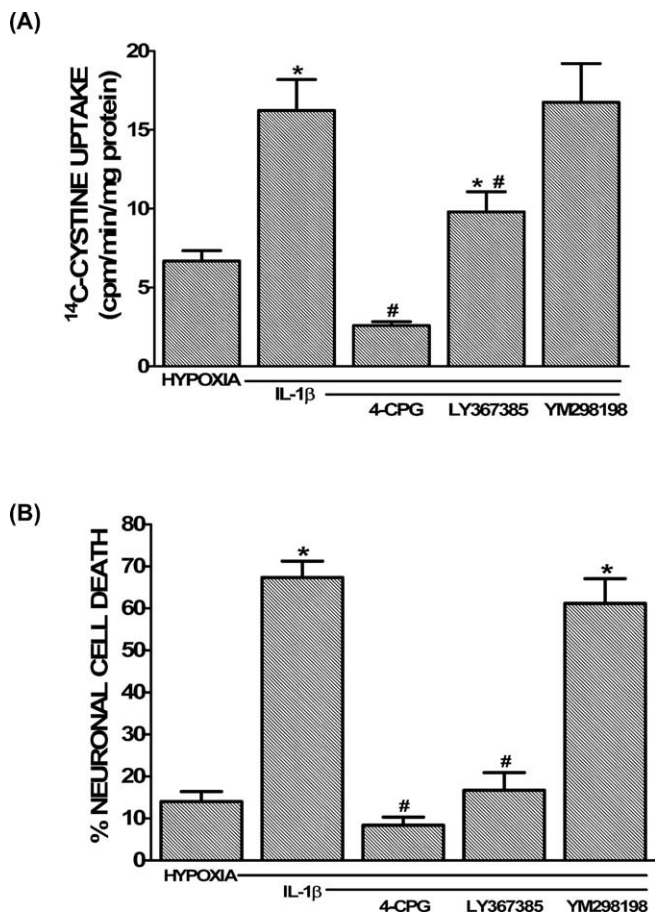 (A)
¹⁴C-CYSTINE UPTAKE
(cpm/min/mg protein)
20
15
10
5
0
*
#
* #
HYPOXIA
IL-1β
4-CPG LY367385 YM298198
(B)
% NEURONAL CELL DEATH
80
70
60
50
40
30
20
10
0
*
#
#
*
HYPOXIA
IL-1β
4-CPG LY367385 YM298198